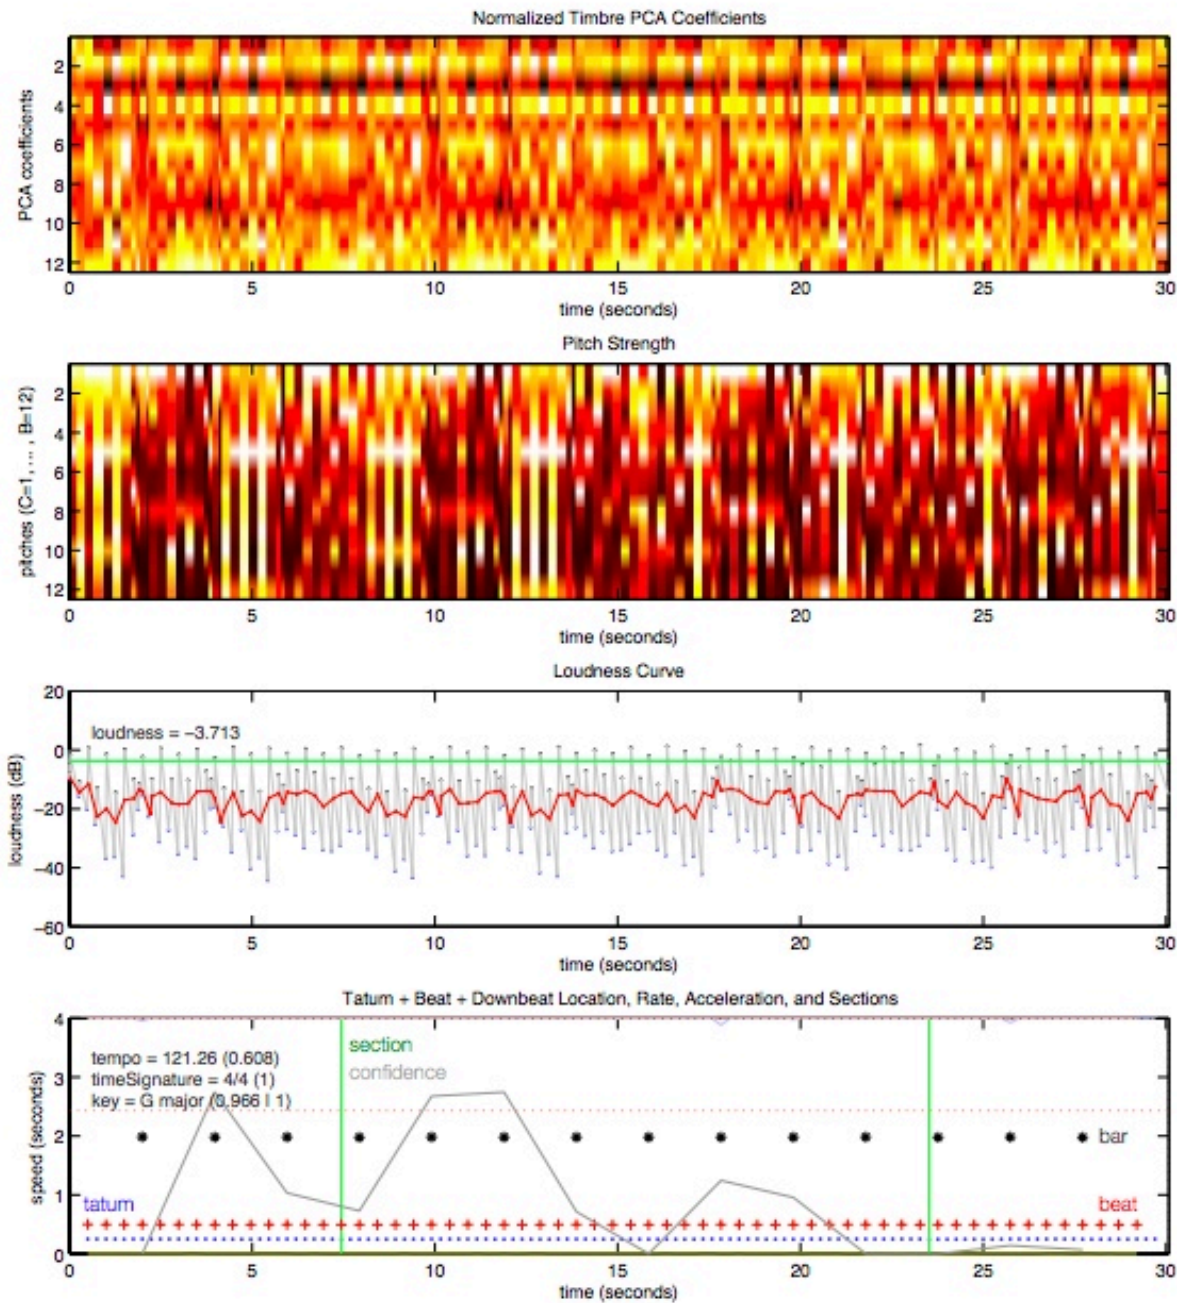 Normalized Timbre PCA Coefficients
PCA coefficients
2
4
6
8
10
12
0 5 10 15 20 25 30
time (seconds)
Pitch Strength
pitches (C=1, ... , B=12)
2
4
6
8
10
12
0 5 10 15 20 25 30
time (seconds)
Loudness Curve
loudness (dB)
20
0
−20
−40
−60
loudness = −3.713
0 5 10 15 20 25 30
time (seconds)
Tatum + Beat + Downbeat Location, Rate, Acceleration, and Sections
speed (seconds)
4
3
2
1
0
section
confidence
tempo = 121.26 (0.608)
timeSignature = 4/4 (1)
key = G major (0.966 | 1)
bar
tatum
beat
0 5 10 15 20 25 30
time (seconds)